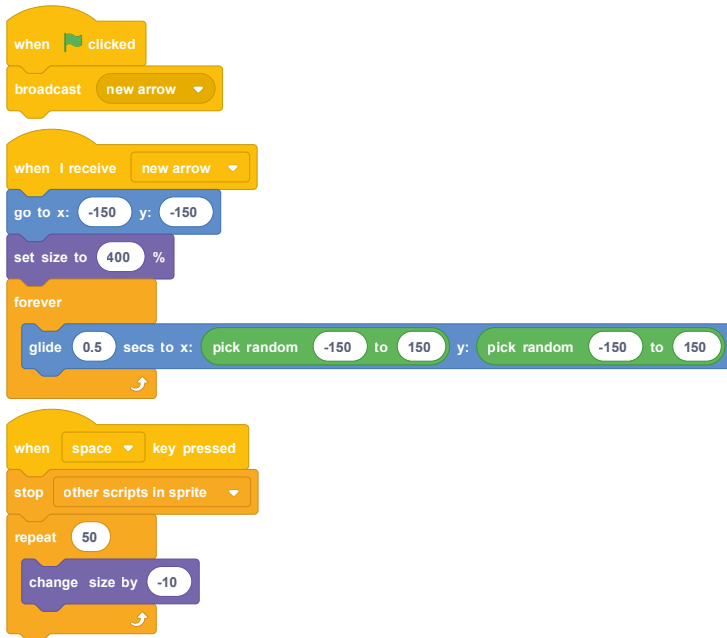 when clicked
broadcast new arrow
when I receive new arrow
go to x: -150 y: -150
set size to 400 %
forever
glide 0.5 secs to x: pick random -150 to 150 y: pick random -150 to 150
when space key pressed
stop other scripts in sprite
repeat 50
change size by -10